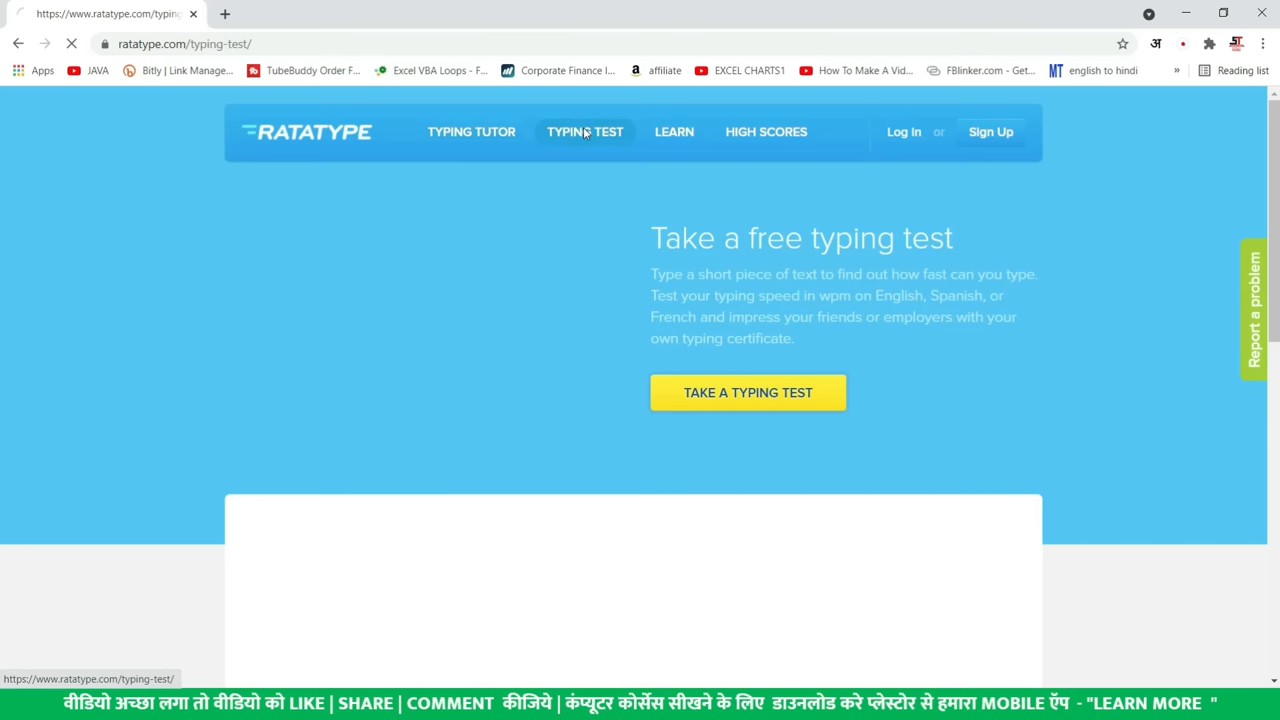 https://www.ratatype.com/typing
ratatype.com/typing-test/
अ
Apps JAVA Bitly | Link Manage... TubeBuddy Order F... Excel VBA Loops - F... Corporate Finance I... affiliate EXCEL CHARTS1 How To Make A Vid... FBlinker.com - Get... MT english to hindi » Reading list
RATATYPE TYPING TUTOR TYPING TEST LEARN HIGH SCORES Log In or Sign Up
Take a free typing test
Type a short piece of text to find out how fast can you type.
Test your typing speed in wpm on English, Spanish, or
French and impress your friends or employers with your
own typing certificate.
TAKE A TYPING TEST
Report a problem
https://www.ratatype.com/typing-test/
वीडियो अच्छा लगा तो वीडियो को LIKE | SHARE | COMMENT कीजिये | कंप्यूटर कोर्सेस सीखने के लिए डाउनलोड करे प्लेस्टोर से हमारा MOBILE ऍप - "LEARN MORE "